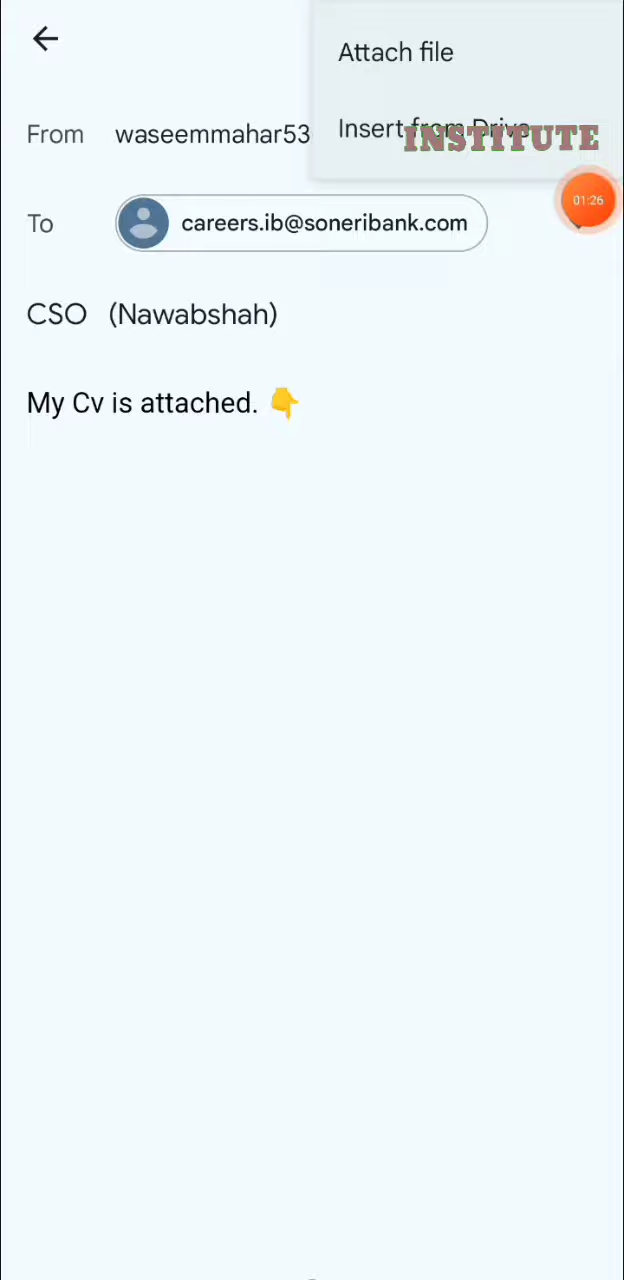 Attach file
From waseemmahar53
Insert from Drive
INSTITUTE
01:26
To careers.ib@soneribank.com
CSO (Nawabshah)
My Cv is attached. 👇